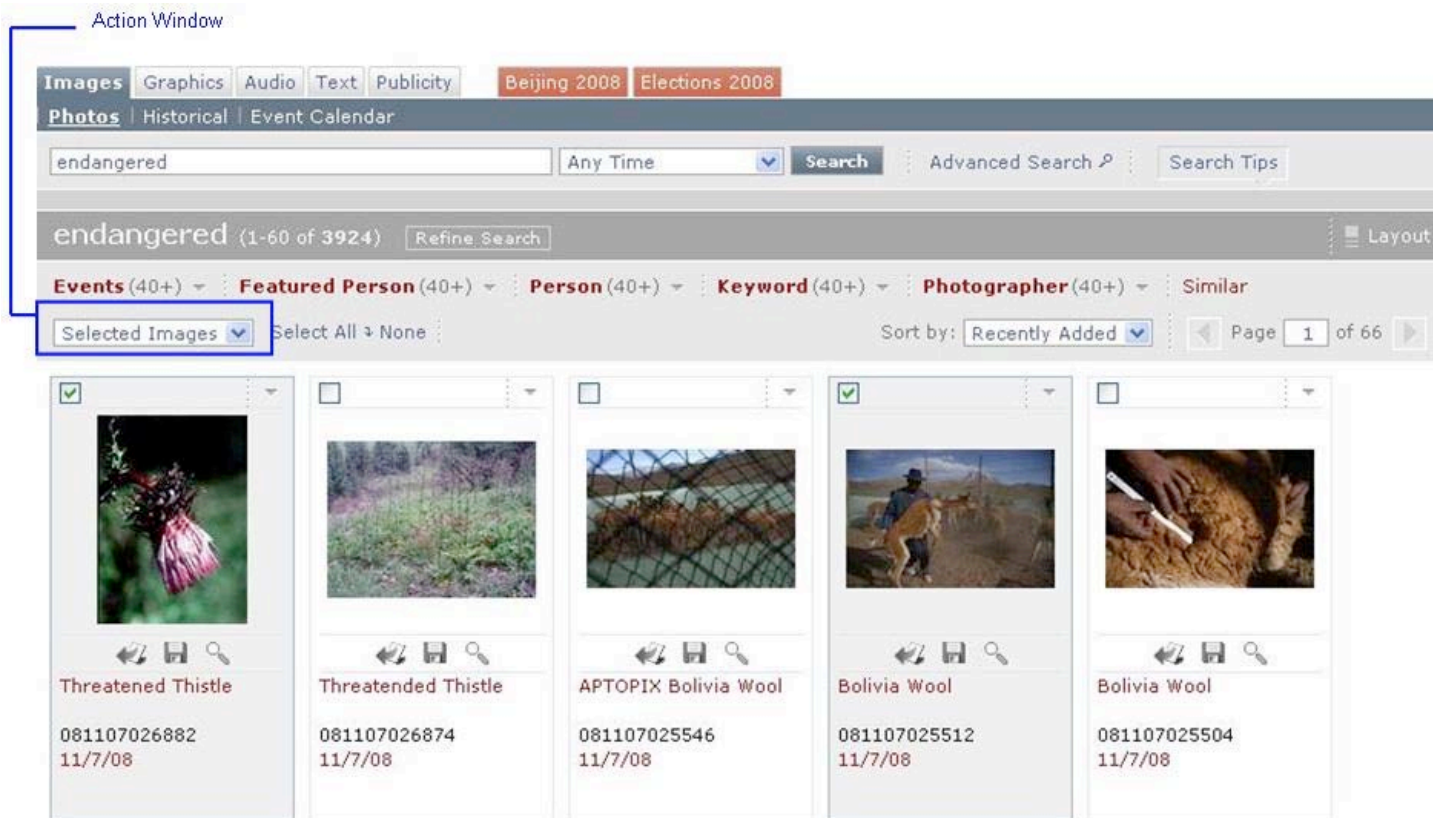 Action Window
Images Graphics Audio Text Publicity Beijing 2008 Elections 2008
Photos | Historical | Event Calendar
endangered Any Time Search Advanced Search Search Tips
endangered (1-60 of 3924) Refine Search Layout
Events (40+) Featured Person (40+) Person (40+) Keyword (40+) Photographer (40+) Similar
Selected Images Select All None Sort by: Recently Added Page 1 of 66
Threatened Thistle Threatended Thistle APTOPIX Bolivia Wool Bolivia Wool Bolivia Wool
081107026882 081107026874 081107025546 081107025512 081107025504
11/7/08 11/7/08 11/7/08 11/7/08 11/7/08